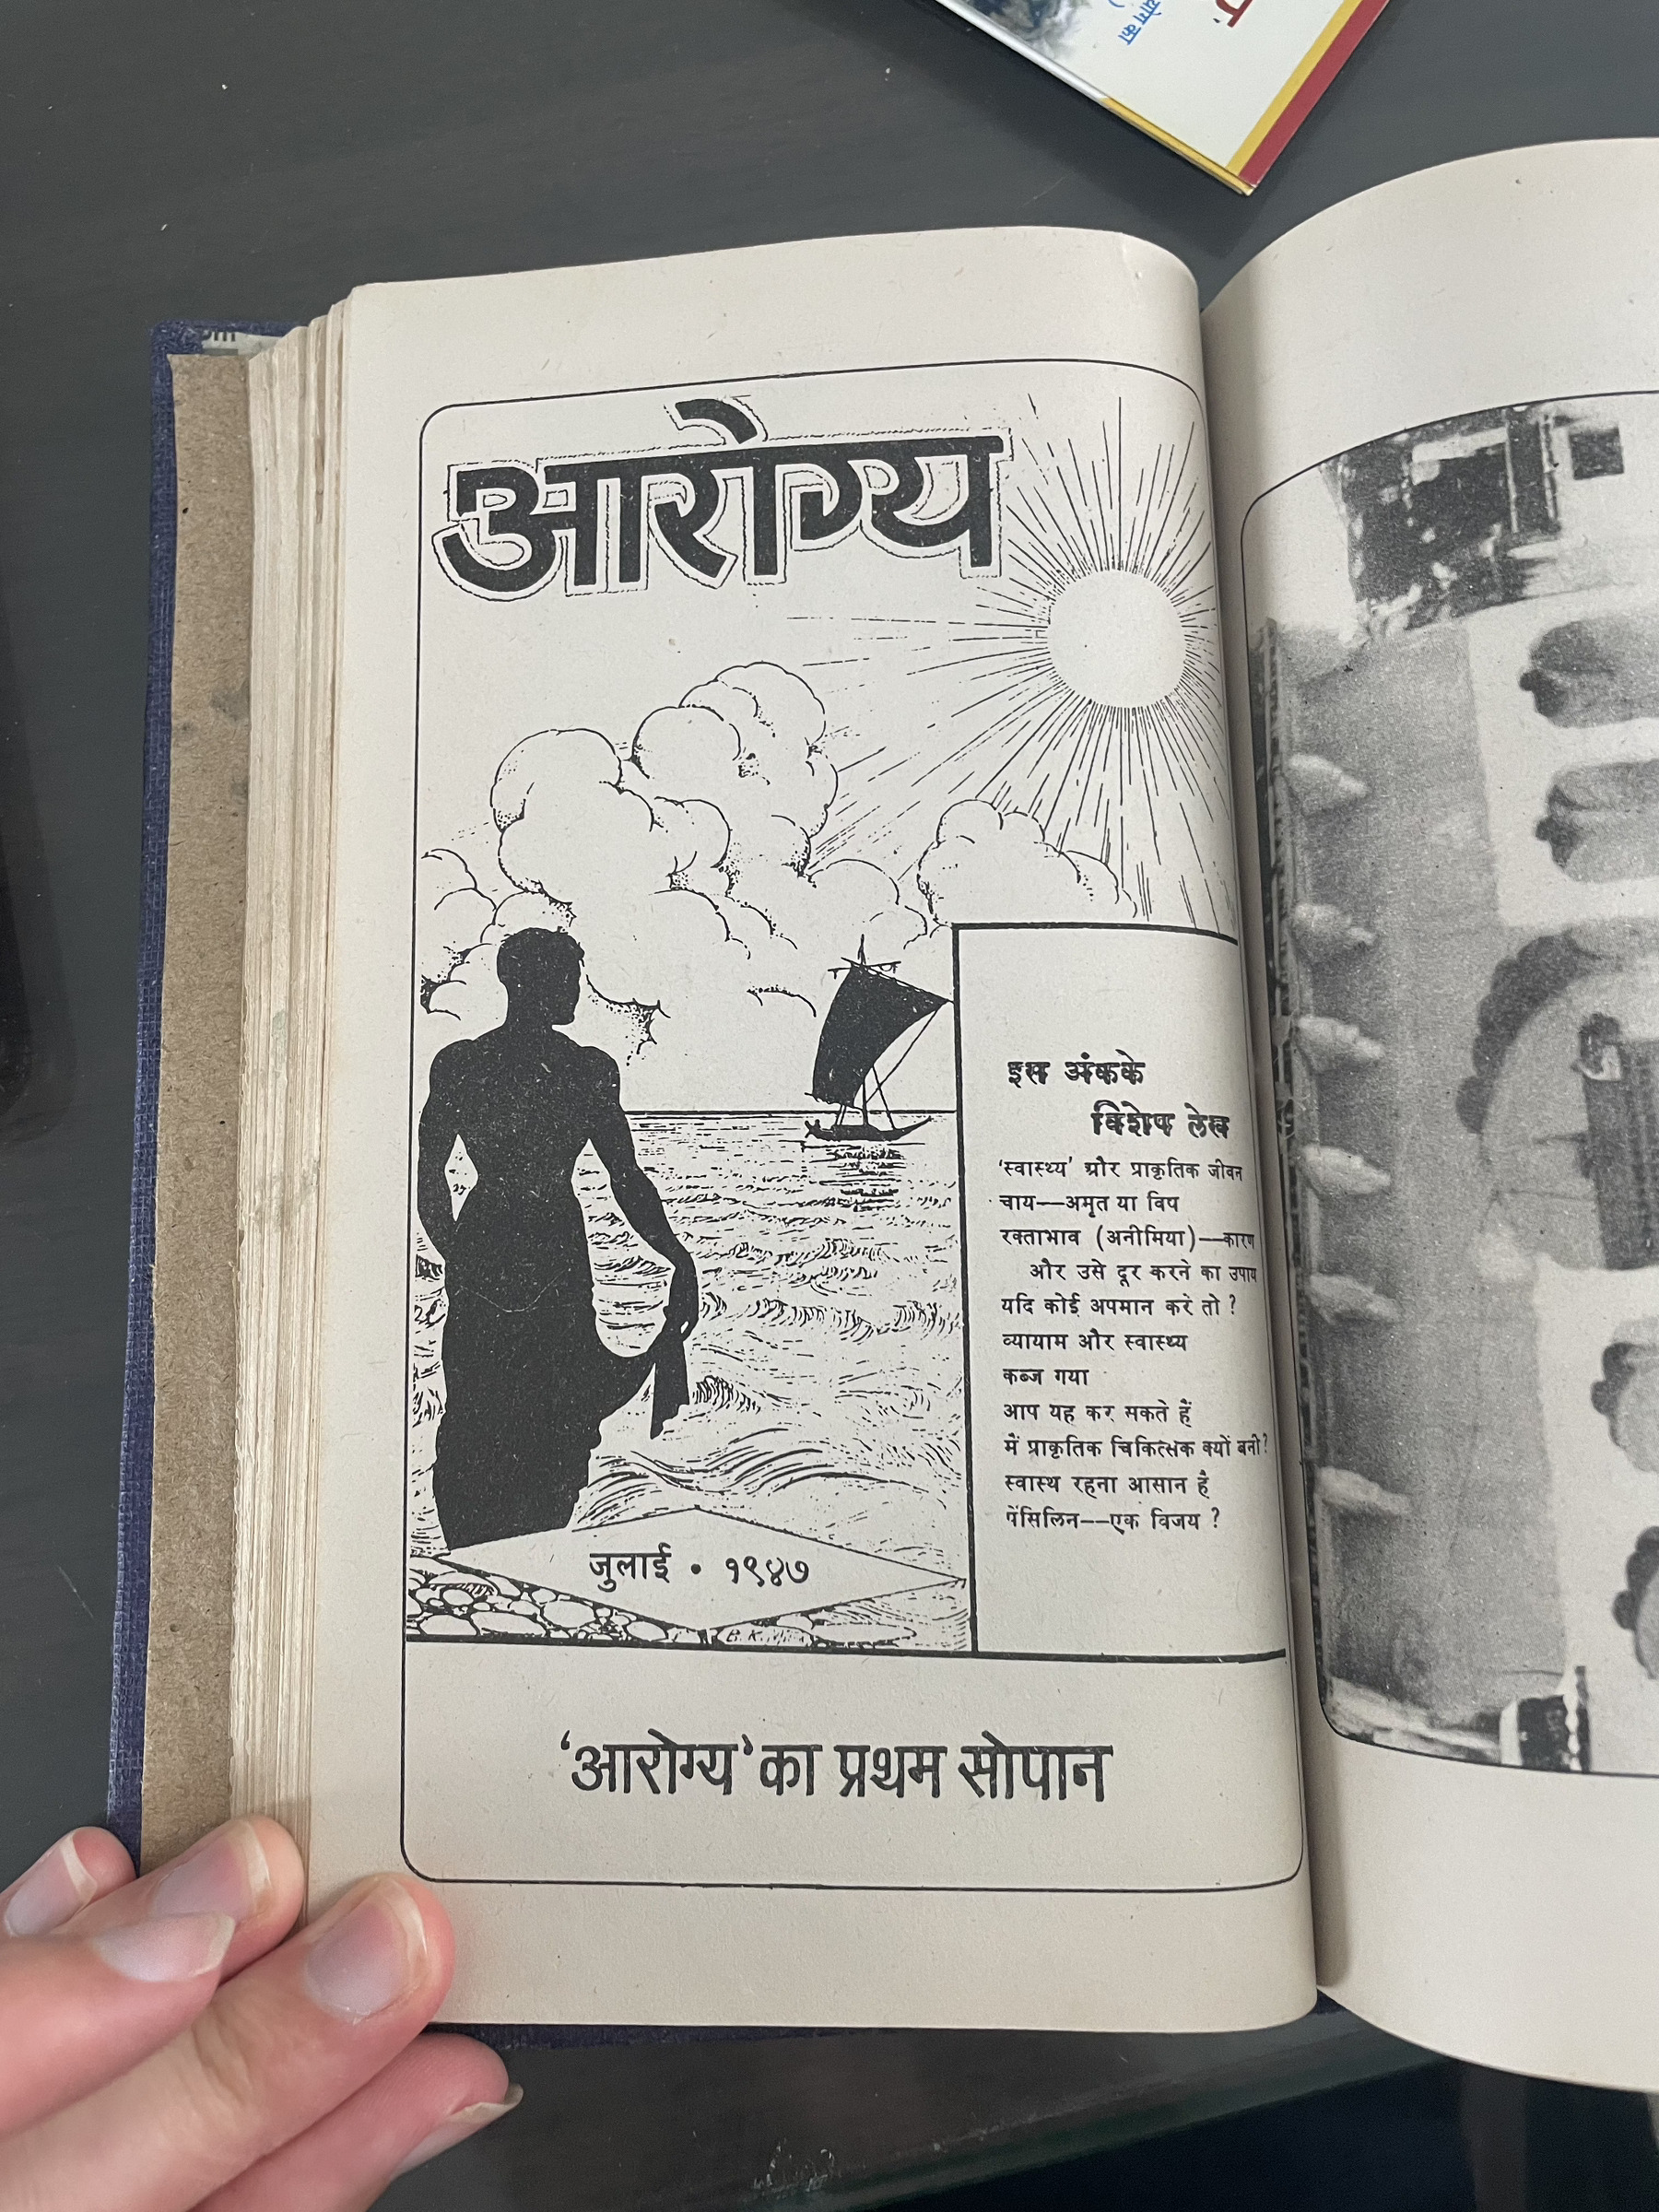 योग का
आरोग्य
इस अंकके
विशेष लेख
'स्वास्थ्य' और प्राकृतिक जीवन
चाय—अमृत या विष
रक्ताभाव (अनीमिया)—कारण
और उसे दूर करने का उपाय
यदि कोई अपमान करे तो ?
व्यायाम और स्वास्थ्य
कब्ज गया
आप यह कर सकते हैं
में प्राकृतिक चिकित्सक क्यों बनी ?
स्वास्थ रहना आसान है
पेंसिलिन—एक विजय ?
जुलाई • १९४७
'आरोग्य' का प्रथम सोपान